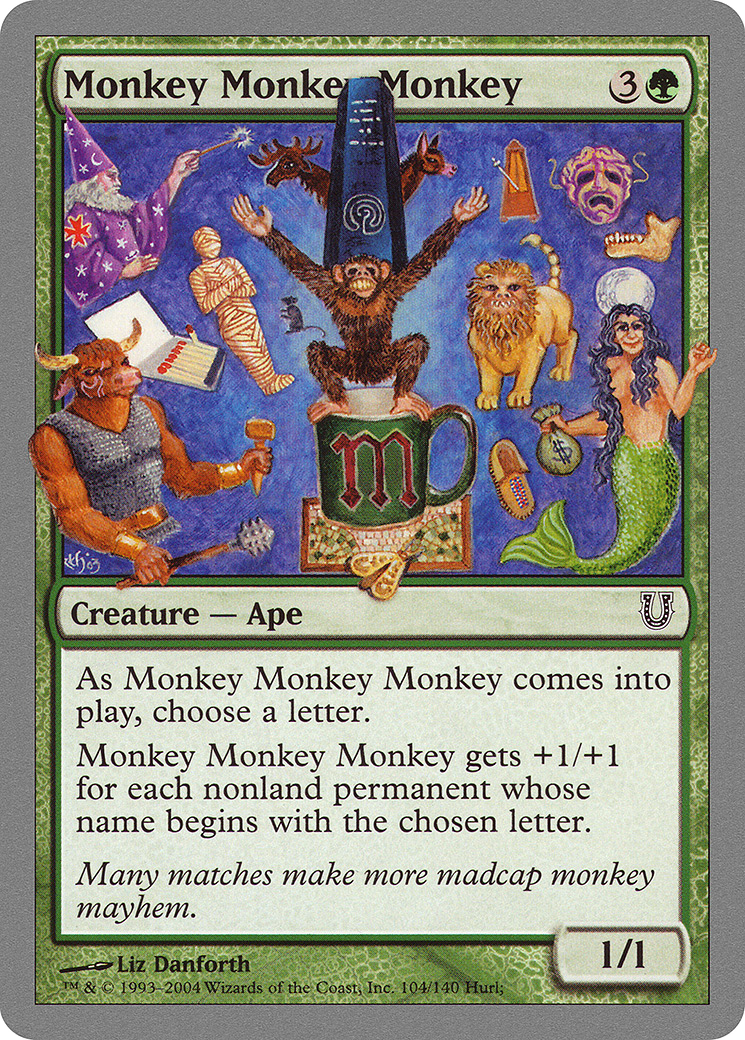 Monkey Monkey Monkey
3
m
$
Creature — Ape
As Monkey Monkey Monkey comes into
play, choose a letter.
Monkey Monkey Monkey gets +1/+1
for each nonland permanent whose
name begins with the chosen letter.
Many matches make more madcap monkey
mayhem.
1/1
Liz Danforth
™ & © 1993–2004 Wizards of the Coast, Inc. 104/140 Hurl;